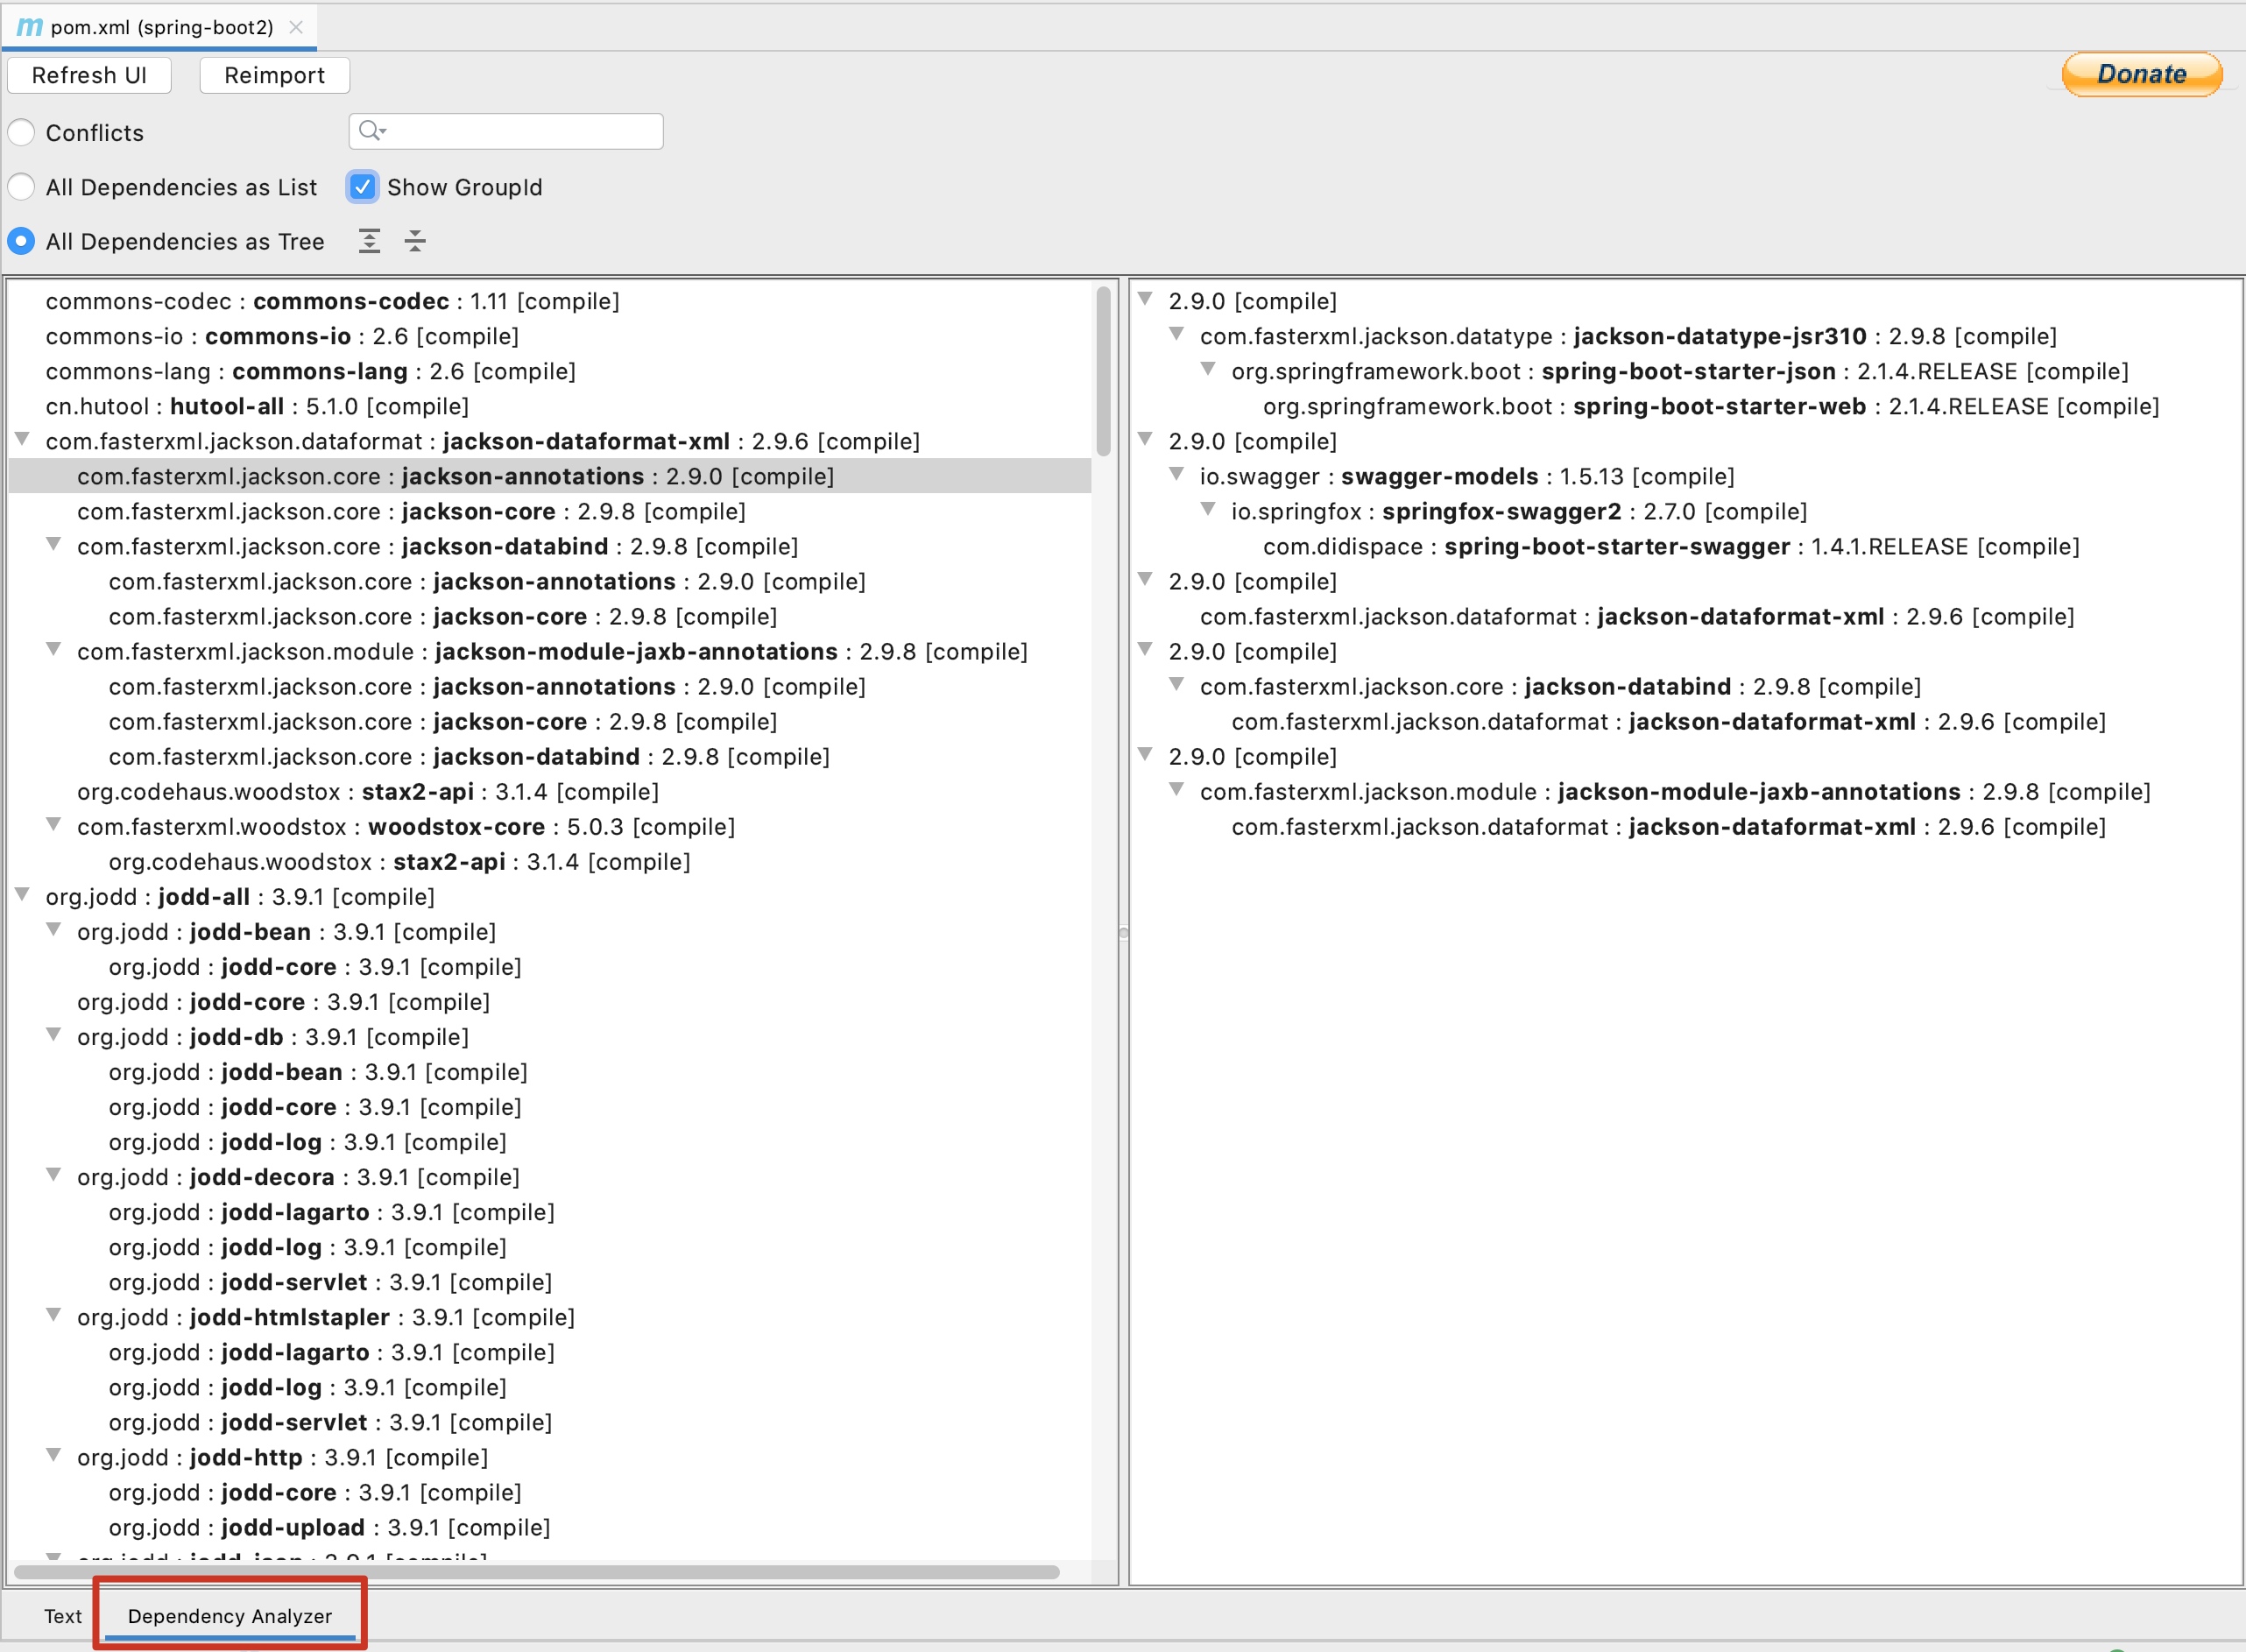 m pom.xml (spring-boot2)
Refresh UI Reimport Donate
Conflicts
All Dependencies as List Show GroupId
All Dependencies as Tree
commons-codec : commons-codec : 1.11 [compile]
commons-io : commons-io : 2.6 [compile]
commons-lang : commons-lang : 2.6 [compile]
cn.hutool : hutool-all : 5.1.0 [compile]
com.fasterxml.jackson.dataformat : jackson-dataformat-xml : 2.9.6 [compile]
com.fasterxml.jackson.core : jackson-annotations : 2.9.0 [compile]
com.fasterxml.jackson.core : jackson-core : 2.9.8 [compile]
com.fasterxml.jackson.core : jackson-databind : 2.9.8 [compile]
com.fasterxml.jackson.core : jackson-annotations : 2.9.0 [compile]
com.fasterxml.jackson.core : jackson-core : 2.9.8 [compile]
com.fasterxml.jackson.module : jackson-module-jaxb-annotations : 2.9.8 [compile]
com.fasterxml.jackson.core : jackson-annotations : 2.9.0 [compile]
com.fasterxml.jackson.core : jackson-core : 2.9.8 [compile]
com.fasterxml.jackson.core : jackson-databind : 2.9.8 [compile]
org.codehaus.woodstox : stax2-api : 3.1.4 [compile]
com.fasterxml.woodstox : woodstox-core : 5.0.3 [compile]
org.codehaus.woodstox : stax2-api : 3.1.4 [compile]
org.jodd : jodd-all : 3.9.1 [compile]
org.jodd : jodd-bean : 3.9.1 [compile]
org.jodd : jodd-core : 3.9.1 [compile]
org.jodd : jodd-core : 3.9.1 [compile]
org.jodd : jodd-db : 3.9.1 [compile]
org.jodd : jodd-bean : 3.9.1 [compile]
org.jodd : jodd-core : 3.9.1 [compile]
org.jodd : jodd-log : 3.9.1 [compile]
org.jodd : jodd-decora : 3.9.1 [compile]
org.jodd : jodd-lagarto : 3.9.1 [compile]
org.jodd : jodd-log : 3.9.1 [compile]
org.jodd : jodd-servlet : 3.9.1 [compile]
org.jodd : jodd-htmlstapler : 3.9.1 [compile]
org.jodd : jodd-lagarto : 3.9.1 [compile]
org.jodd : jodd-log : 3.9.1 [compile]
org.jodd : jodd-servlet : 3.9.1 [compile]
org.jodd : jodd-http : 3.9.1 [compile]
org.jodd : jodd-core : 3.9.1 [compile]
org.jodd : jodd-upload : 3.9.1 [compile]
2.9.0 [compile]
com.fasterxml.jackson.datatype : jackson-datatype-jsr310 : 2.9.8 [compile]
org.springframework.boot : spring-boot-starter-json : 2.1.4.RELEASE [compile]
org.springframework.boot : spring-boot-starter-web : 2.1.4.RELEASE [compile]
2.9.0 [compile]
io.swagger : swagger-models : 1.5.13 [compile]
io.springfox : springfox-swagger2 : 2.7.0 [compile]
com.didispace : spring-boot-starter-swagger : 1.4.1.RELEASE [compile]
2.9.0 [compile]
com.fasterxml.jackson.dataformat : jackson-dataformat-xml : 2.9.6 [compile]
2.9.0 [compile]
com.fasterxml.jackson.core : jackson-databind : 2.9.8 [compile]
com.fasterxml.jackson.dataformat : jackson-dataformat-xml : 2.9.6 [compile]
2.9.0 [compile]
com.fasterxml.jackson.module : jackson-module-jaxb-annotations : 2.9.8 [compile]
com.fasterxml.jackson.dataformat : jackson-dataformat-xml : 2.9.6 [compile]
Text Dependency Analyzer